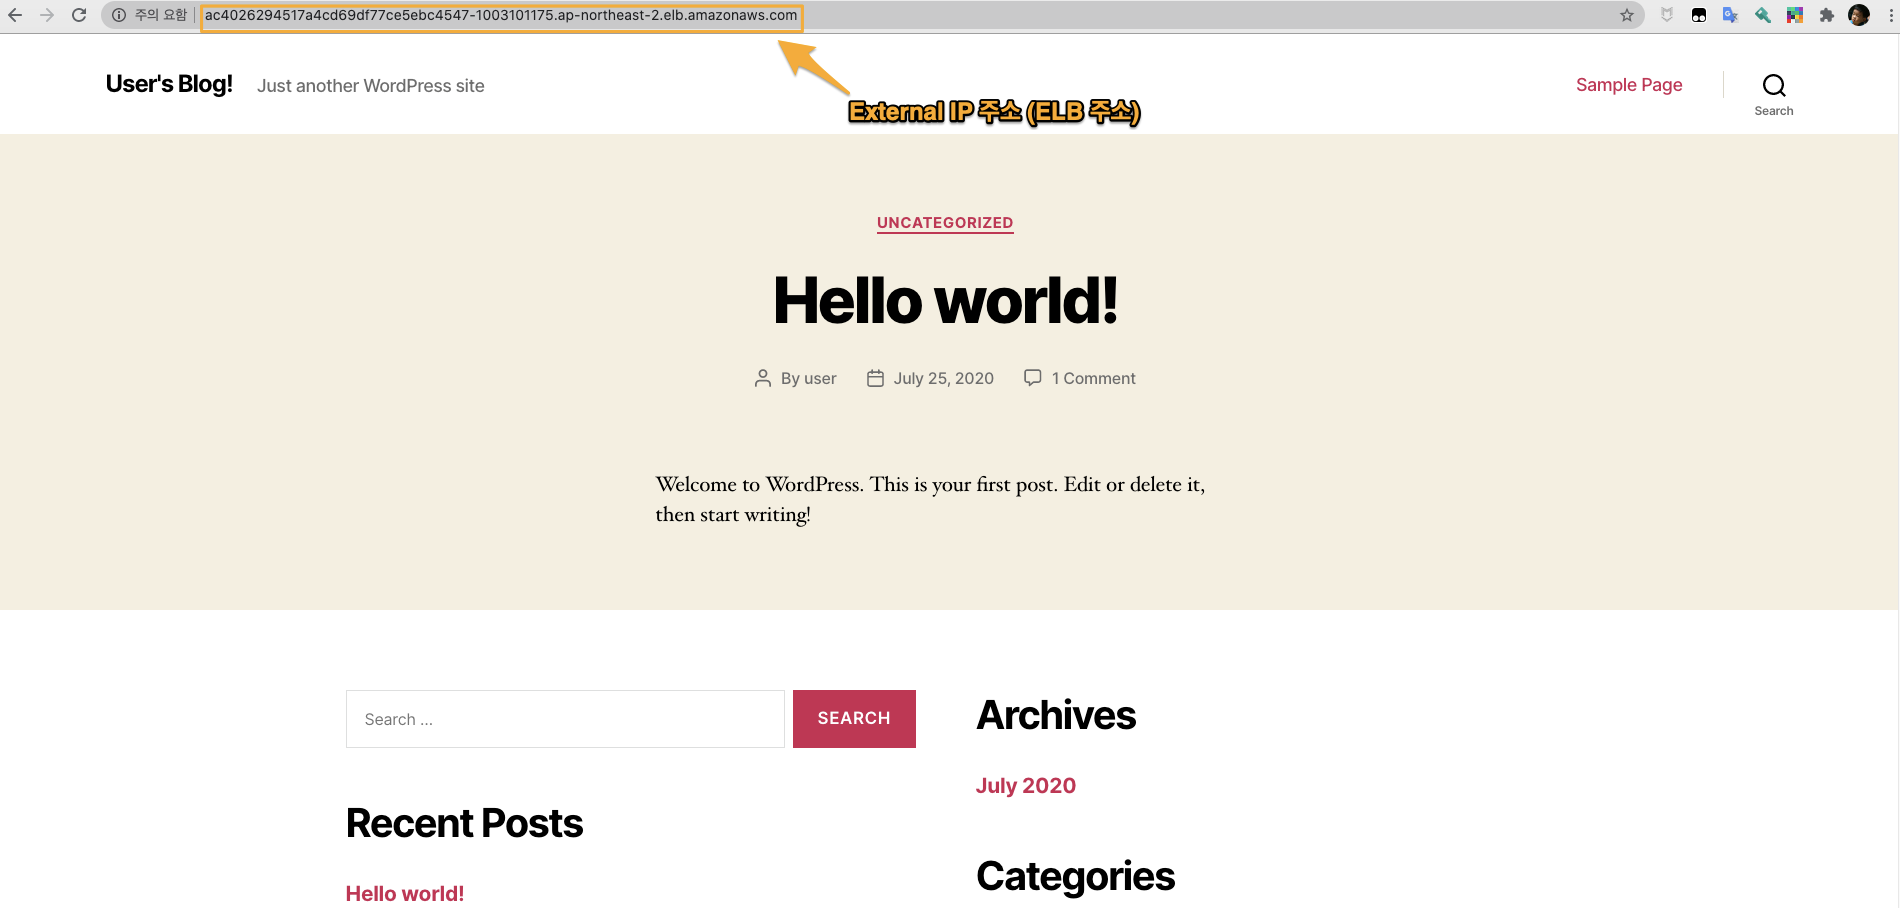 주의 요함 ac4026294517a4cd69df77ce5ebc4547-1003101175.ap-northeast-2.elb.amazonaws.com
External IP 주소 (ELB 주소)
User's Blog! Just another WordPress site
Sample Page
Search
UNCATEGORIZED
Hello world!
By user July 25, 2020 1 Comment
Welcome to WordPress. This is your first post. Edit or delete it,
then start writing!
Search ... SEARCH
Recent Posts
Hello world!
Archives
July 2020
Categories